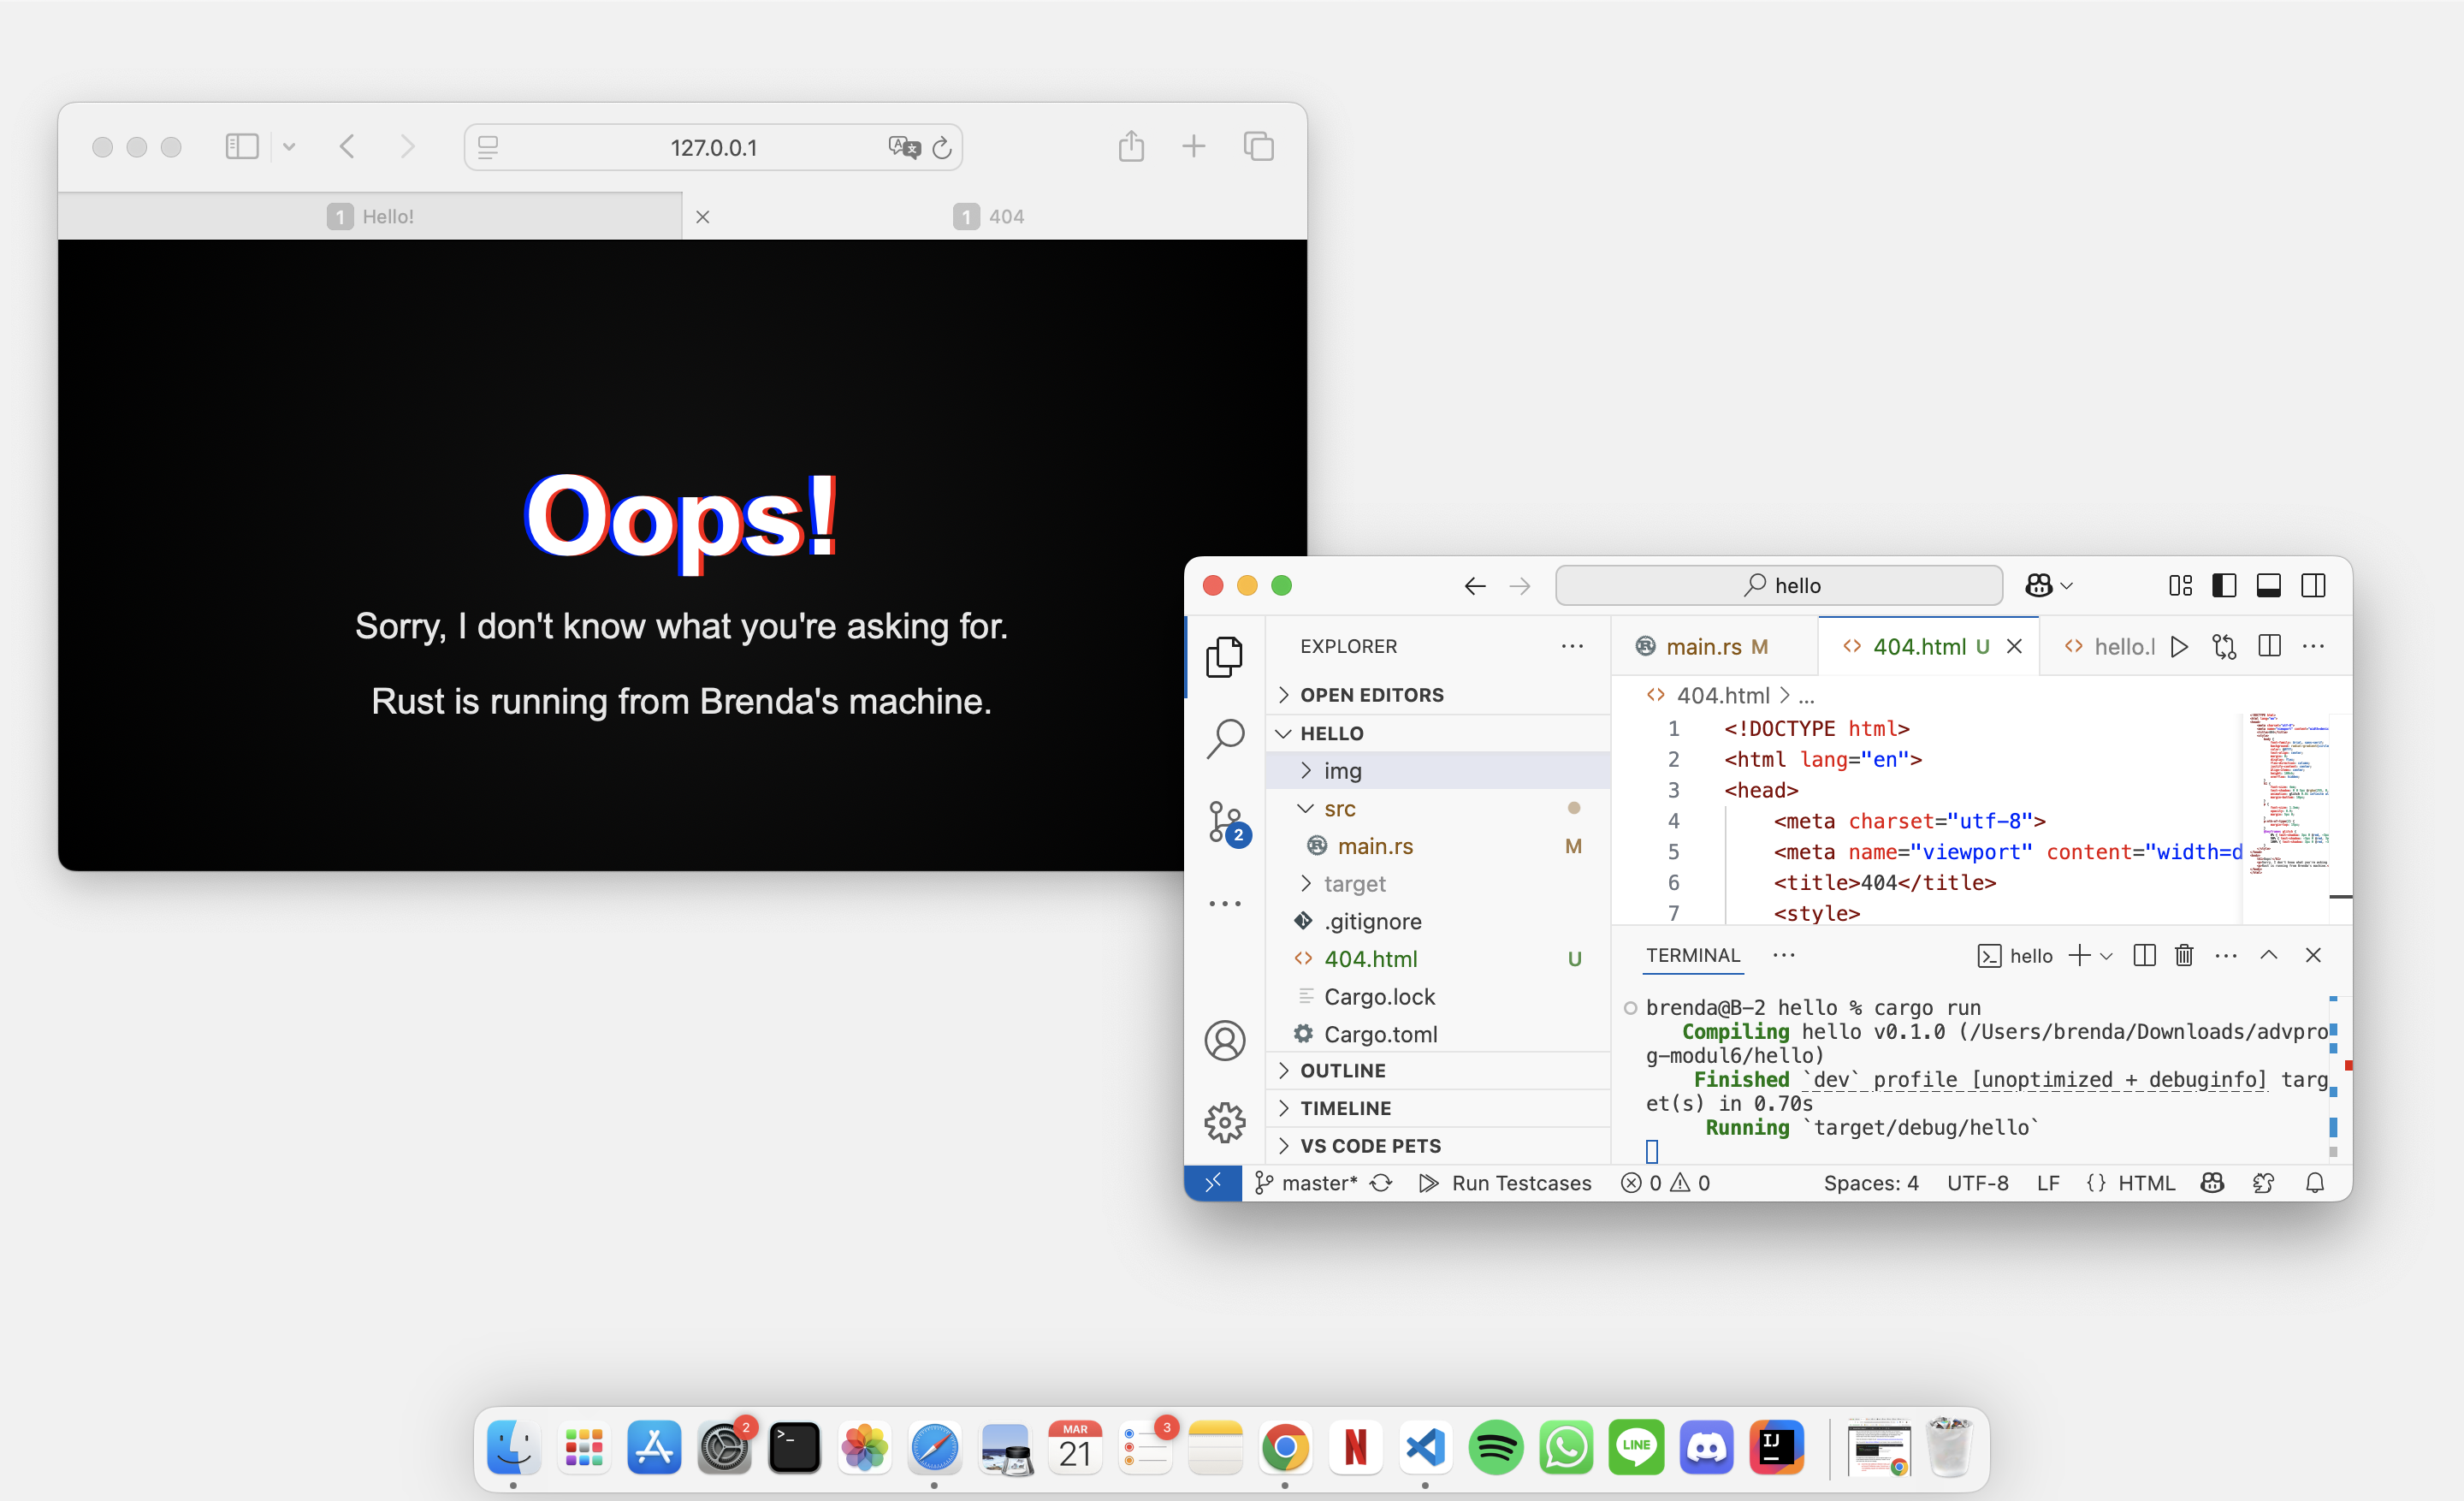 127.0.0.1
1 Hello!
1 404
Oops!
Sorry, I don't know what you're asking for.
Rust is running from Brenda's machine.
hello
EXPLORER
OPEN EDITORS
HELLO
img
src
main.rs M
target
.gitignore
404.html U
Cargo.lock
Cargo.toml
OUTLINE
TIMELINE
VS CODE PETS
2
main.rs M
404.html U
hello.
404.html > ...
1 <!DOCTYPE html>
2 <html lang="en">
3 <head>
4 <meta charset="utf-8">
5 <meta name="viewport" content="width=d
6 <title>404</title>
7 <style>
TERMINAL
hello
brenda@B-2 hello % cargo run
Compiling hello v0.1.0 (/Users/brenda/Downloads/advpro
g-modul6/hello)
Finished `dev` profile [unoptimized + debuginfo] targ
et(s) in 0.70s
Running `target/debug/hello`
master* Run Testcases 0 0 Spaces: 4 UTF-8 LF {} HTML
2
>_
MAR
21
3
N
LINE
IJ